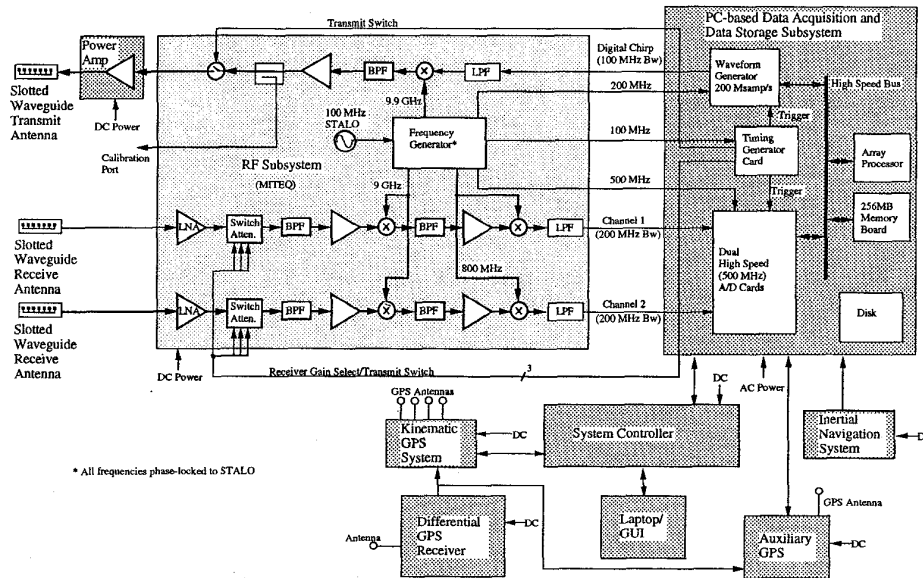 Transmit Switch
PC-based Data Acquisition and
Data Storage Subsystem
Power
Amp
Slotted
Waveguide
Transmit
Antenna
DC Power
Calibration
Port
BPF
LPF
9.9 GHz
100 MHz
STALO
Frequency
Generator*
RF Subsystem
(MITEQ)
Digital Chirp
(100 MHz Bw)
200 MHz
100 MHz
500 MHz
Waveform
Generator
200 Msamp/s
High Speed Bus
Trigger
Timing
Generator
Card
Trigger
Array
Processor
256MB
Memory
Board
Dual
High Speed
(500 MHz)
A/D Cards
Disk
9 GHz
800 MHz
Slotted
Waveguide
Receive
Antenna
LNA
Switch
Atten.
BPF
BPF
LPF
Channel 1
(200 MHz Bw)
Slotted
Waveguide
Receive
Antenna
LNA
Switch
Atten.
BPF
BPF
LPF
Channel 2
(200 MHz Bw)
DC Power
Receiver Gain Select/Transmit Switch
3
GPS Antennas
DC
AC Power
Kinematic
GPS
System
DC
System Controller
Inertial
Navigation
System
D
* All frequencies phase-locked to STALO
Antenna
Differential
GPS
Receiver
DC
Laptop/
GUI
GPS Antenna
Auxiliary
GPS
DC